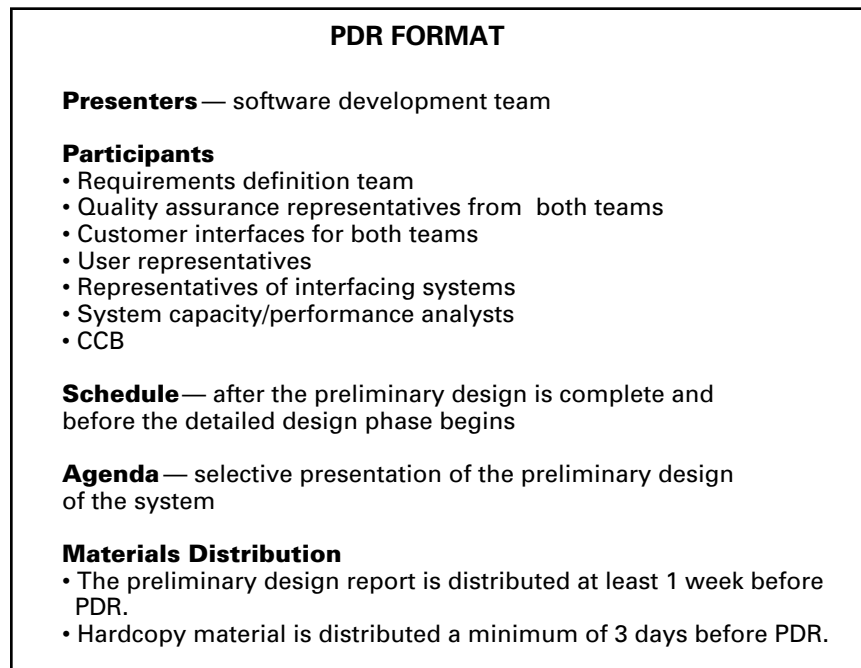 PDR FORMAT
Presenters — software development team
Participants
• Requirements definition team
• Quality assurance representatives from both teams
• Customer interfaces for both teams
• User representatives
• Representatives of interfacing systems
• System capacity/performance analysts
• CCB
Schedule — after the preliminary design is complete and
before the detailed design phase begins
Agenda — selective presentation of the preliminary design
of the system
Materials Distribution
• The preliminary design report is distributed at least 1 week before
PDR.
• Hardcopy material is distributed a minimum of 3 days before PDR.